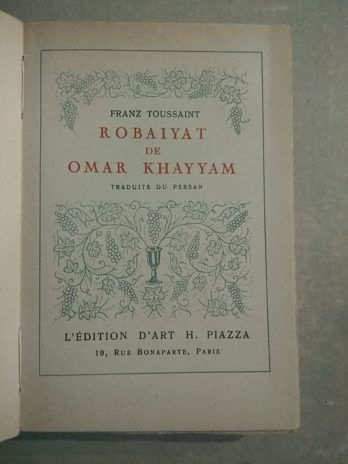 FRANZ TOUSSAINT
ROBAIYAT
DE
OMAR KHAYYAM
TRADUITS DU PERSAN
L'ÉDITION D'ART H. PIAZZA
19, RUE BONAPARTE, PARIS